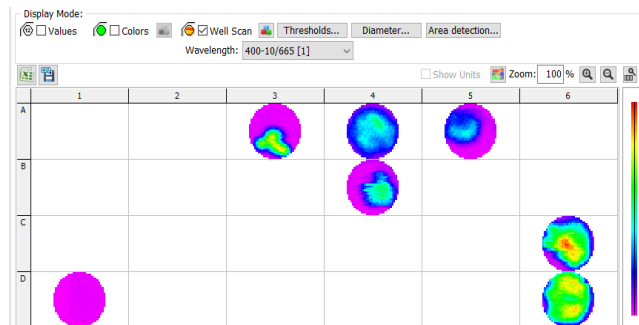 Display Mode:
Values Colors Well Scan Thresholds... Diameter... Area detection...
Wavelength: 400-10/665 [1]
Show Units Zoom: 100 %
1 2 3 4 5 6
A
B
C
D